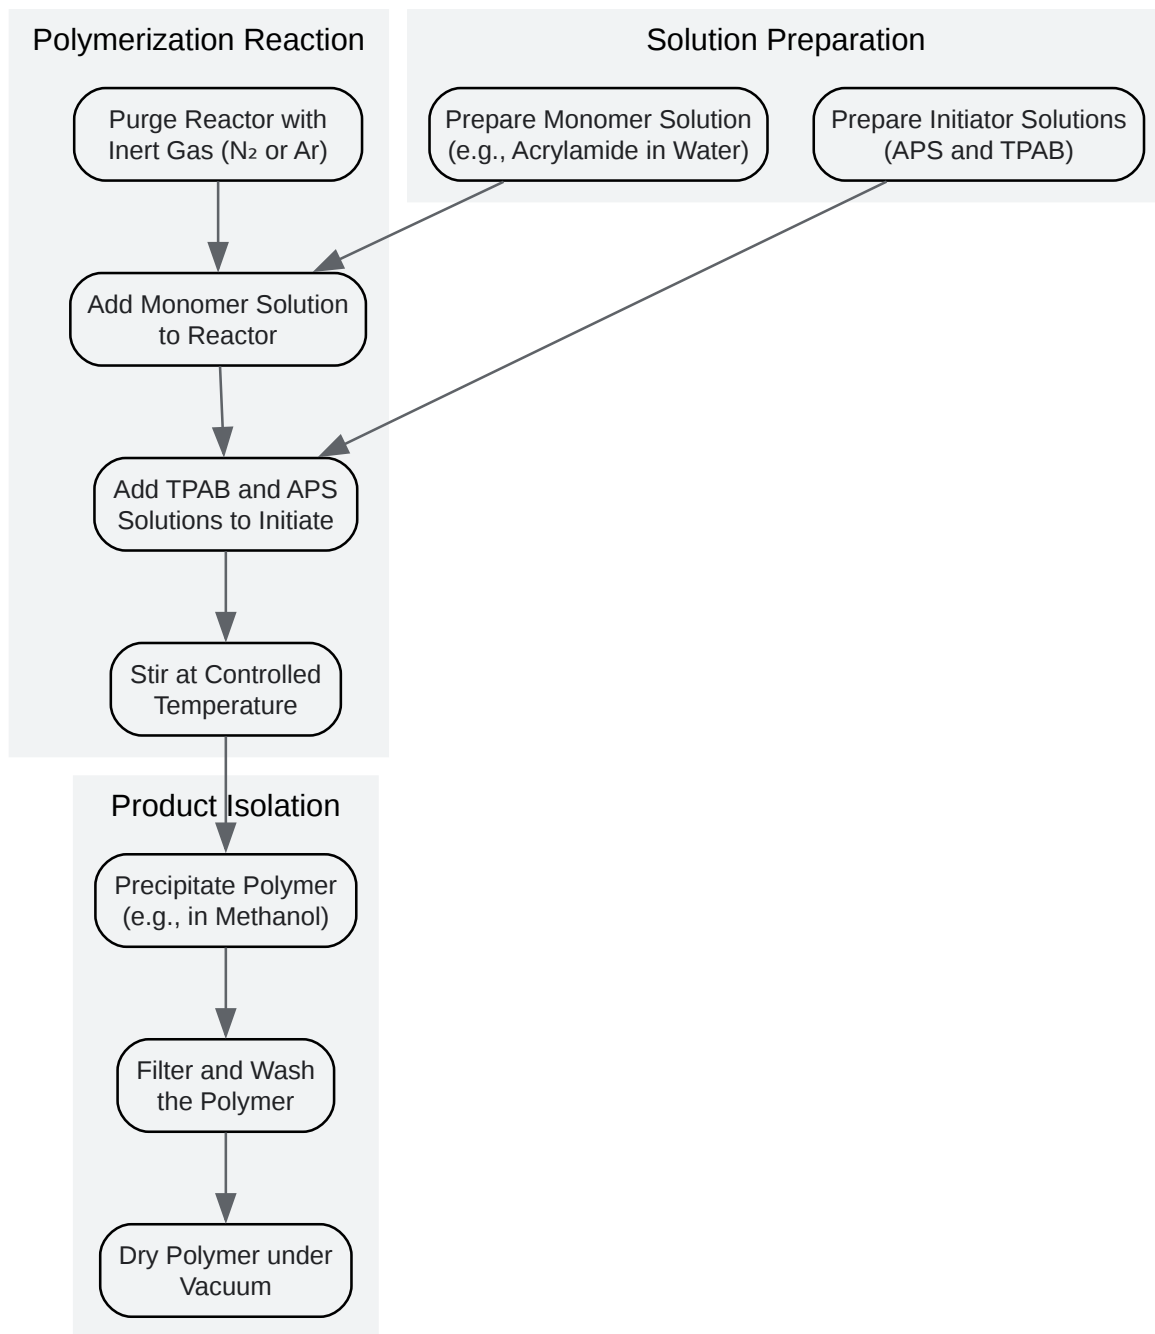 Polymerization Reaction
Solution Preparation
Purge Reactor with
Inert Gas (N₂ or Ar)
Prepare Monomer Solution
(e.g., Acrylamide in Water)
Prepare Initiator Solutions
(APS and TPAB)
Add Monomer Solution
to Reactor
Add TPAB and APS
Solutions to Initiate
Stir at Controlled
Temperature
Product Isolation
Precipitate Polymer
(e.g., in Methanol)
Filter and Wash
the Polymer
Dry Polymer under
Vacuum